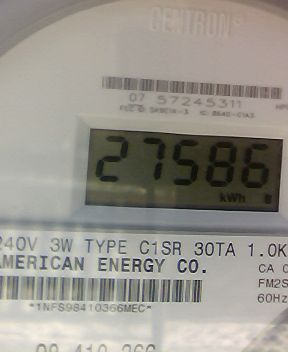 CENTRON®
07 57245311
27586
kWh
240V 3W TYPE C1SR 30TA 1.0K
AMERICAN ENERGY CO.
CA
FM2S
60Hz
*1NFS98410366MEC*